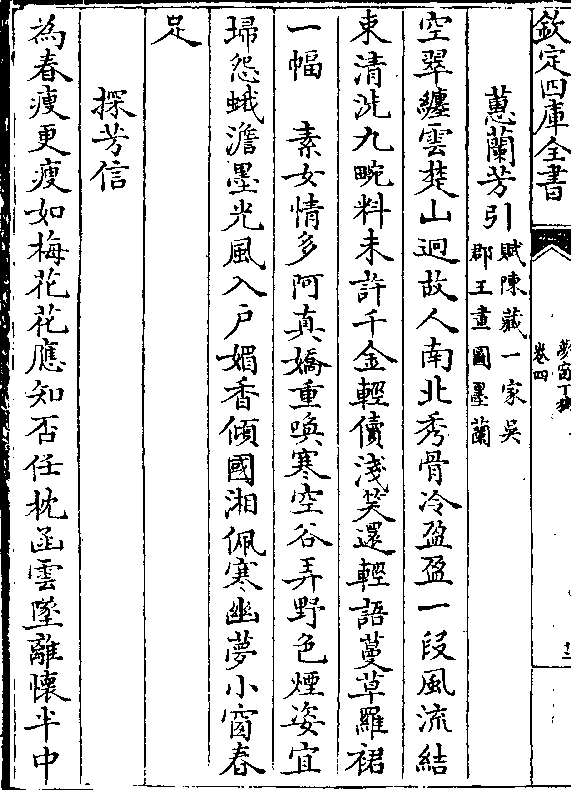 欽定四庫全書
夢窗丁稿
卷四
蕙蘭芳引
賦陳藏一家吳
郡王畫圖墨蘭
空翠纏雲楚山迥故人南北秀骨冷盈盈一段風流結
束清洗九畹料未許千金輕儥淺笑還輕語蔓草羅裙
一幅　素女情多阿真嬌重喚寒空谷弄野色煙姿宜
埽怨蛾澹墨光風入户媚香傾國湘佩寒幽夢小窗春
足
探芳信
為春瘦更瘦如梅花花應知否任枕函雲墜離懷半中